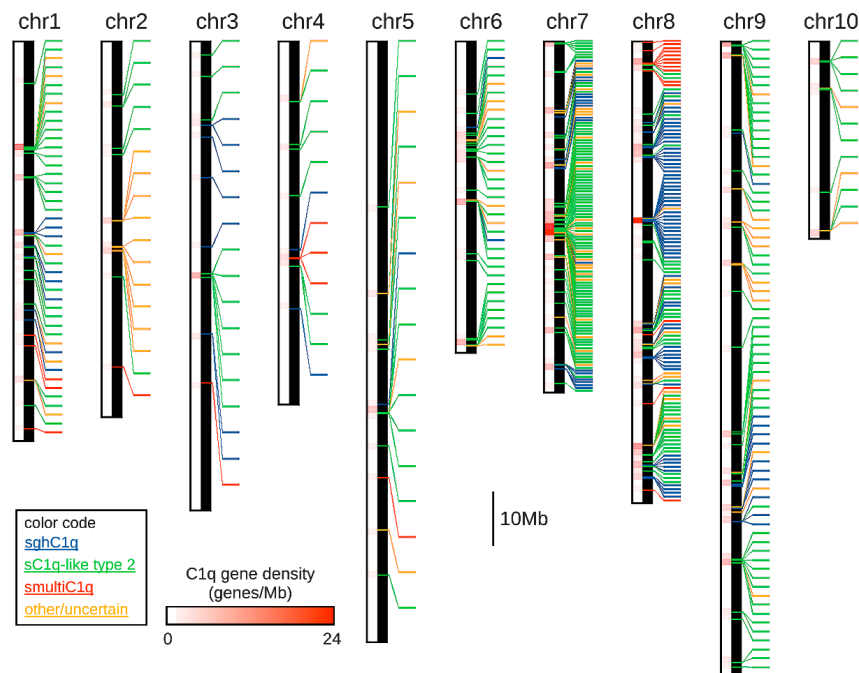 chr1 chr2 chr3 chr4 chr5 chr6 chr7 chr8 chr9 chr10
10Mb
color code
sghC1q
sC1q-like type 2
smultiC1q
other/uncertain
C1q gene density
(genes/Mb)
0 24